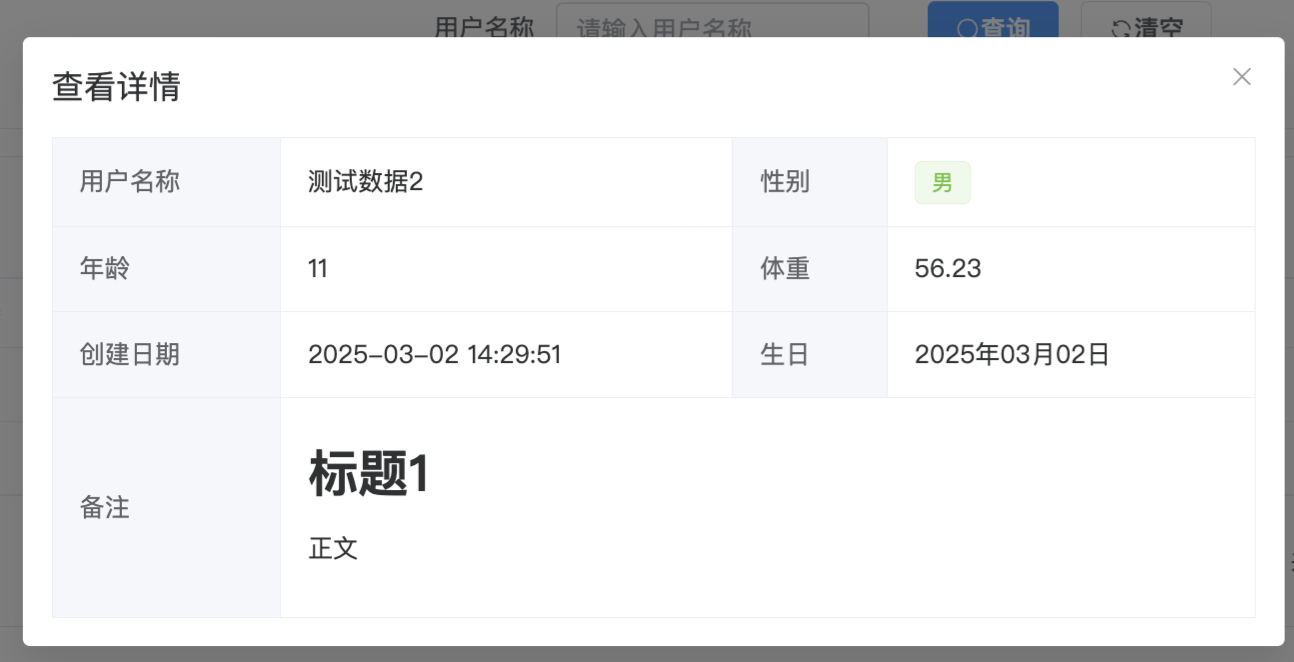 用户名称 请输入用户名称 查询 清空
查看详情
用户名称 测试数据2 性别 男
年龄 11 体重 56.23
创建日期 2025-03-02 14:29:51 生日 2025年03月02日
备注
标题1
正文